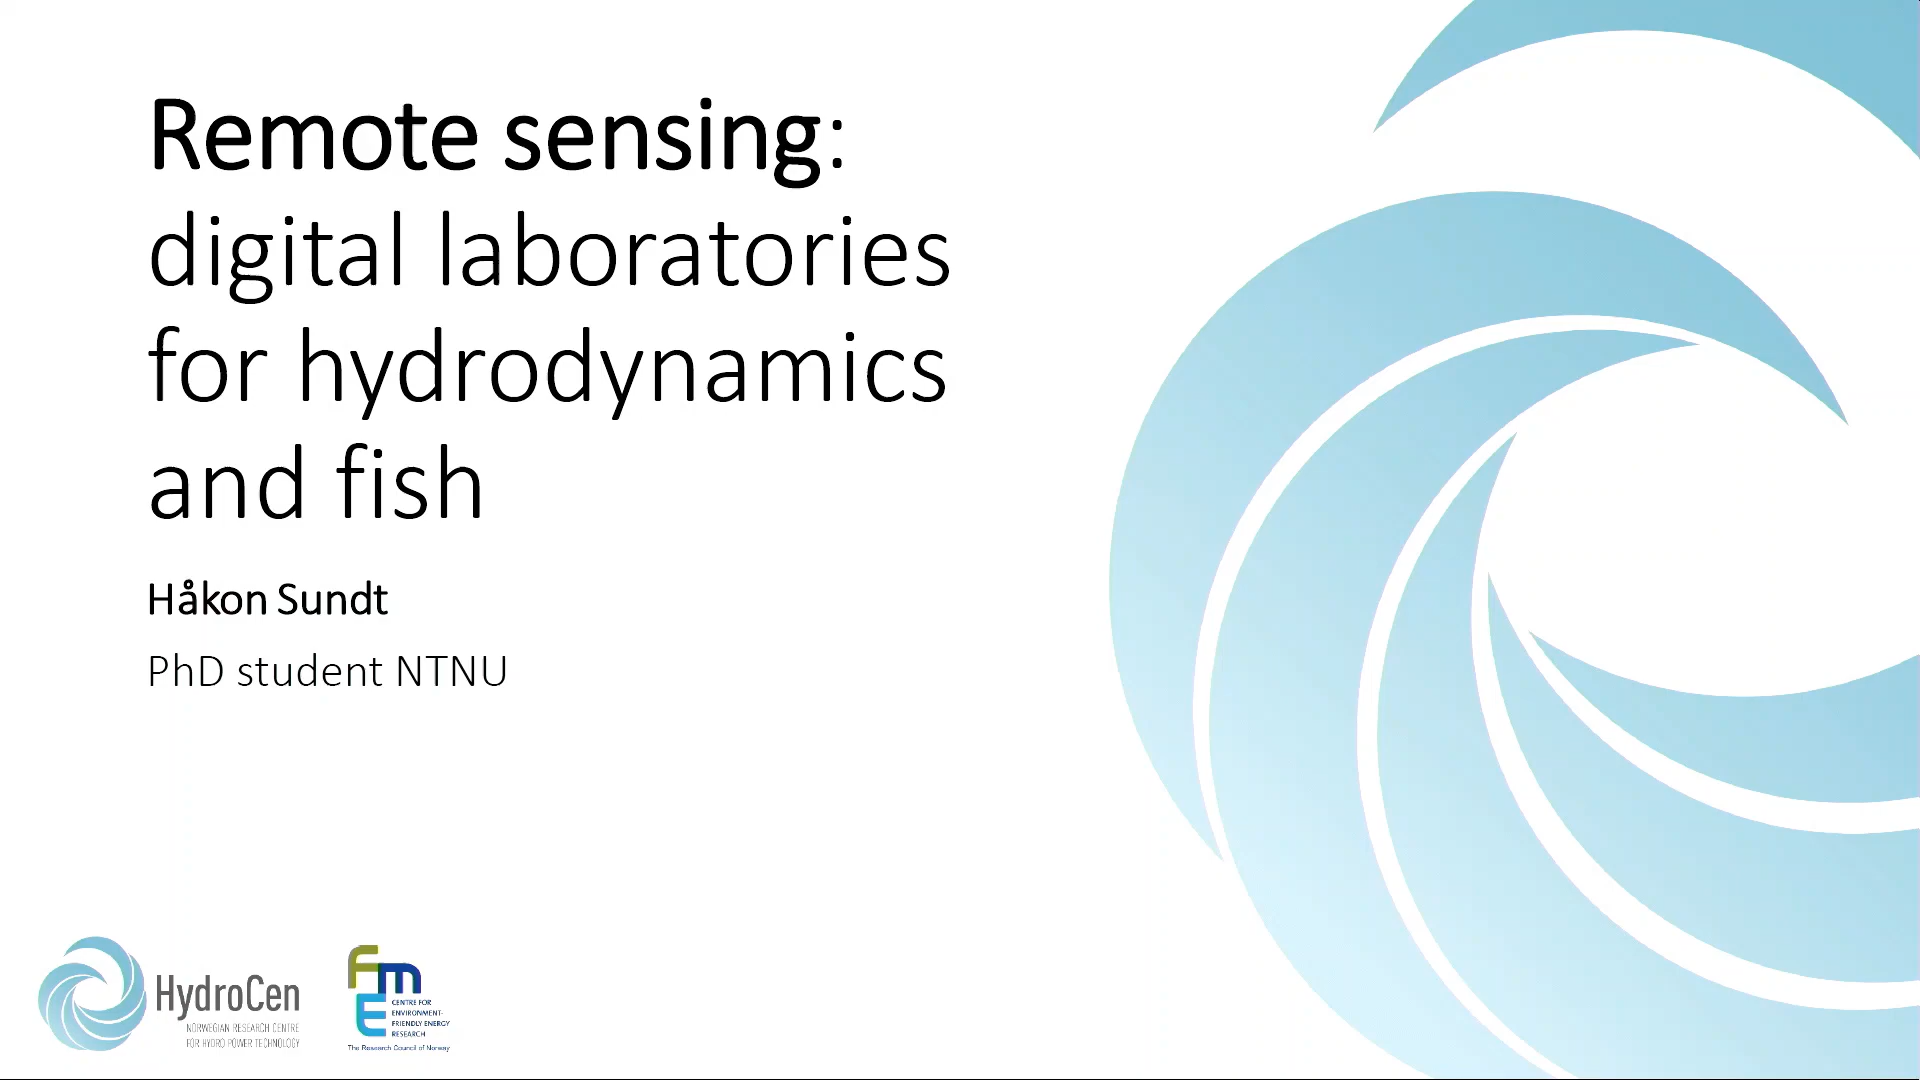 Remote sensing:
digital laboratories
for hydrodynamics
and fish
Håkon Sundt
PhD student NTNU
HydroCen
NORWEGIAN RESEARCH CENTRE
FOR HYDRO POWER TECHNOLOGY
FmE
CENTRE FOR
ENVIRONMENT-
FRIENDLY ENERGY
RESEARCH
The Research Council of Norway